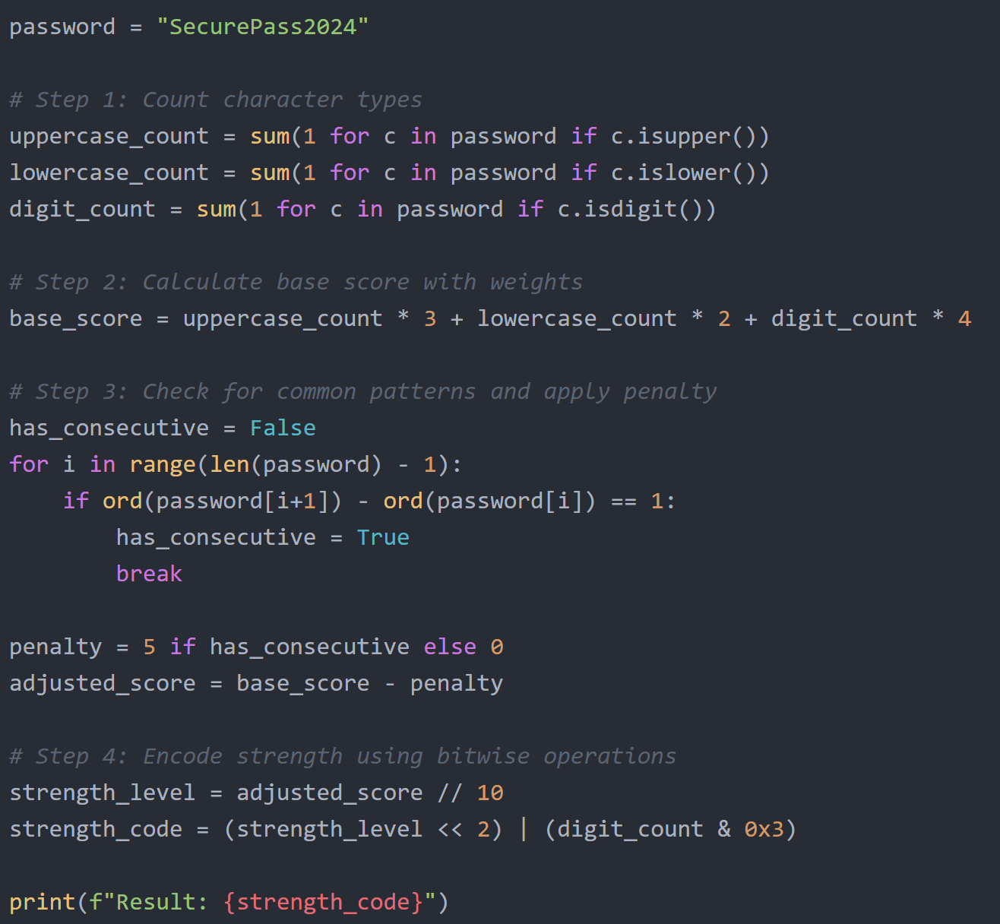 password = "SecurePass2024"

# Step 1: Count character types
uppercase_count = sum(1 for c in password if c.isupper())
lowercase_count = sum(1 for c in password if c.islower())
digit_count = sum(1 for c in password if c.isdigit())

# Step 2: Calculate base score with weights
base_score = uppercase_count * 3 + lowercase_count * 2 + digit_count * 4

# Step 3: Check for common patterns and apply penalty
has_consecutive = False
for i in range(len(password) - 1):
    if ord(password[i+1]) - ord(password[i]) == 1:
        has_consecutive = True
        break

penalty = 5 if has_consecutive else 0
adjusted_score = base_score - penalty

# Step 4: Encode strength using bitwise operations
strength_level = adjusted_score // 10
strength_code = (strength_level << 2) | (digit_count & 0x3)

print(f"Result: {strength_code}")